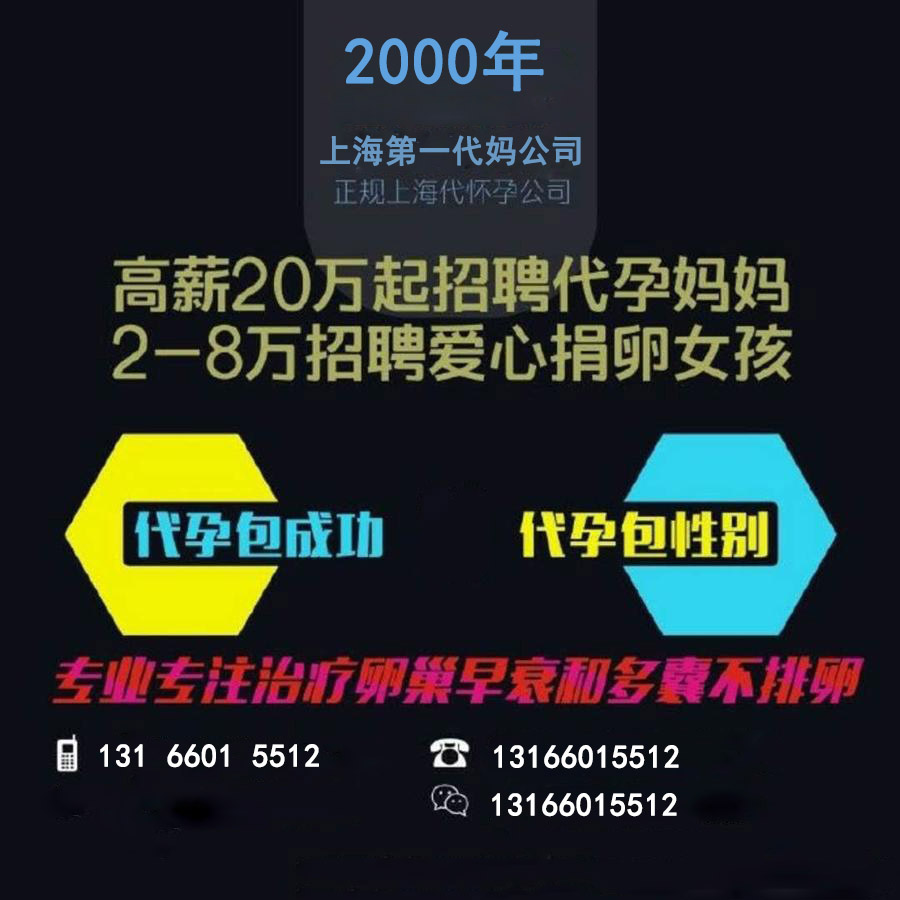 2000年
上海第一代妈公司
正规上海代怀孕公司
高薪20万起招聘代孕妈妈
2-8万招聘爱心捐卵女孩
代孕包成功
代孕包性别
专业专注治疗卵巢早衰和多囊不排卵
131 6601 5512
13166015512
13166015512